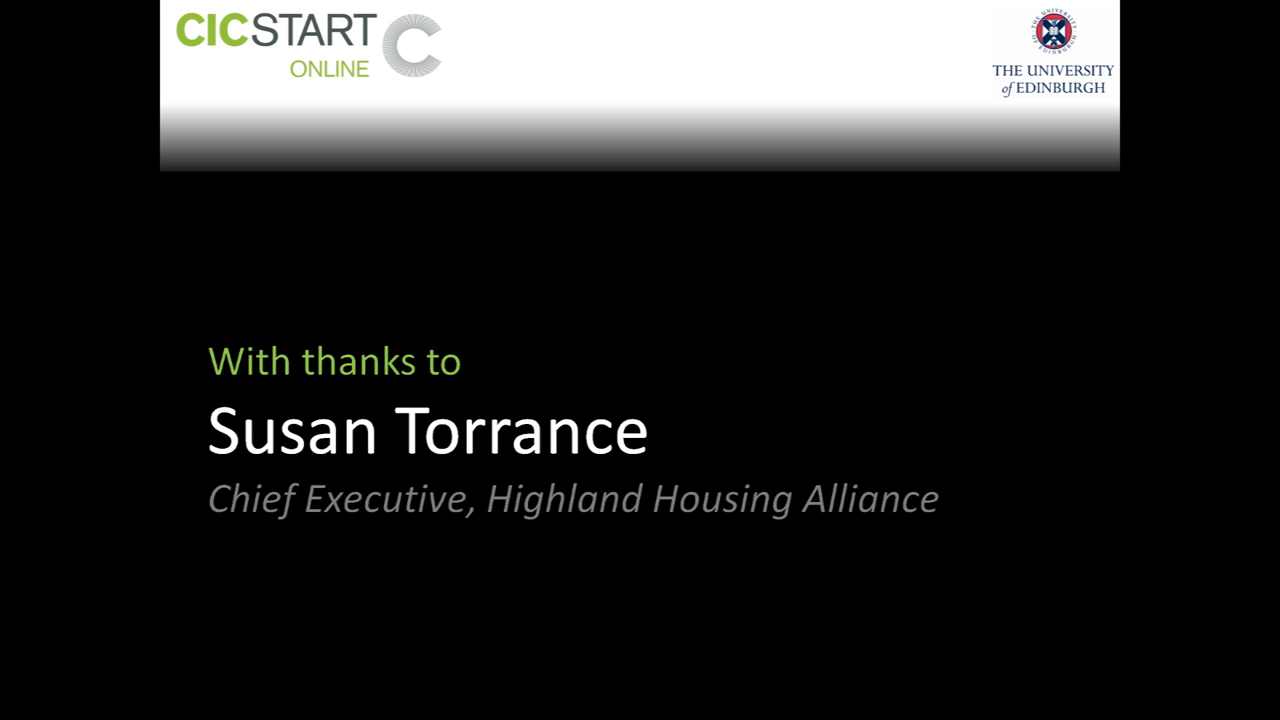 CICSTART
ONLINE
THE UNIVERSITY
of EDINBURGH
With thanks to
Susan Torrance
Chief Executive, Highland Housing Alliance